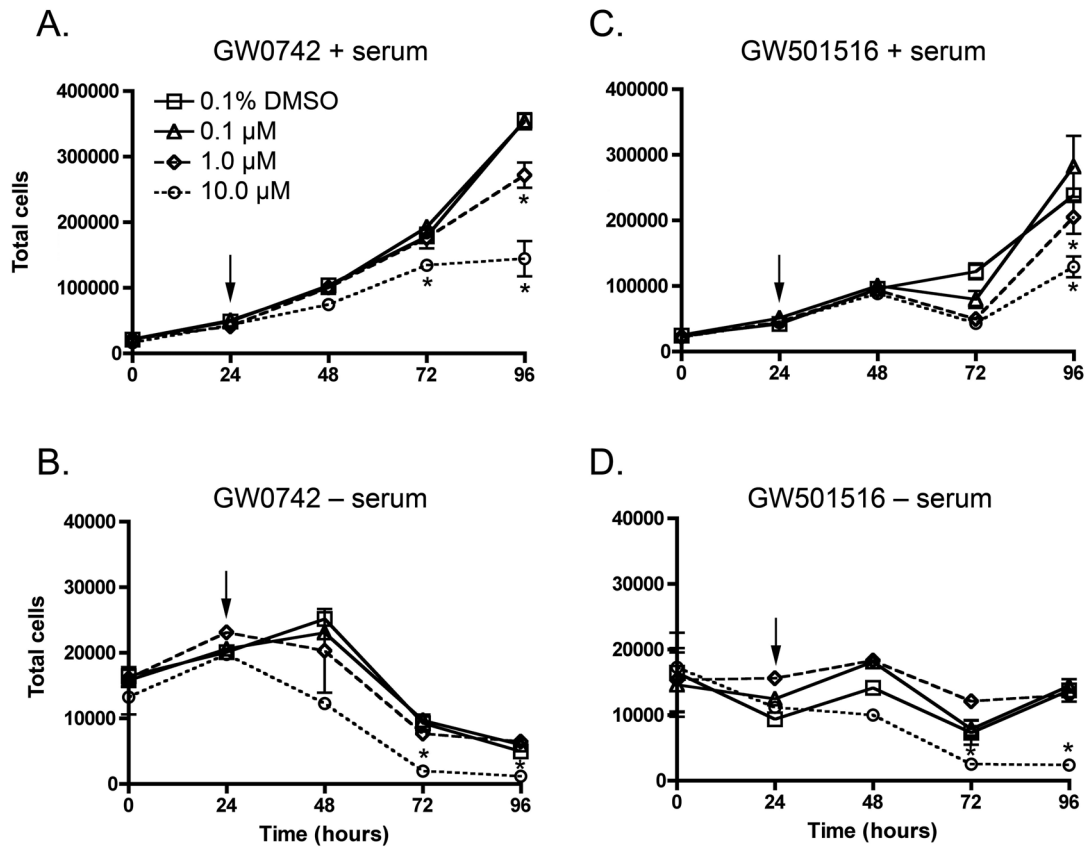 A.
GW0742 + serum
400000
300000
200000
100000
0
Total cells
0.1% DMSO
0.1 µM
1.0 µM
10.0 µM
*
*
*
0 24 48 72 96
C.
GW501516 + serum
400000
300000
200000
100000
0
*
*
0 24 48 72 96
B.
GW0742 – serum
40000
30000
20000
10000
0
Total cells
*
*
0 24 48 72 96
Time (hours)
D.
GW501516 – serum
40000
30000
20000
10000
0
*
*
0 24 48 72 96
Time (hours)